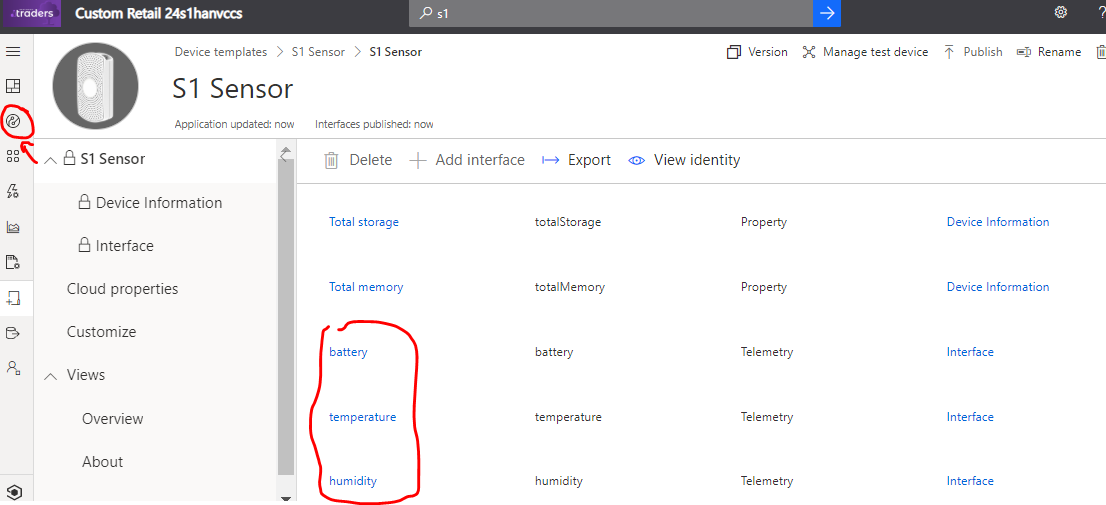 traders Custom Retail 24s1hanvccs s1 ?
Device templates > S1 Sensor > S1 Sensor
Version Manage test device Publish Rename
S1 Sensor
Application updated: now Interfaces published: now
S1 Sensor
Device Information
Interface
Cloud properties
Customize
Views
Overview
About
Delete Add interface Export View identity
Total storage totalStorage Property Device Information
Total memory totalMemory Property Device Information
battery battery Telemetry Interface
temperature temperature Telemetry Interface
humidity humidity Telemetry Interface